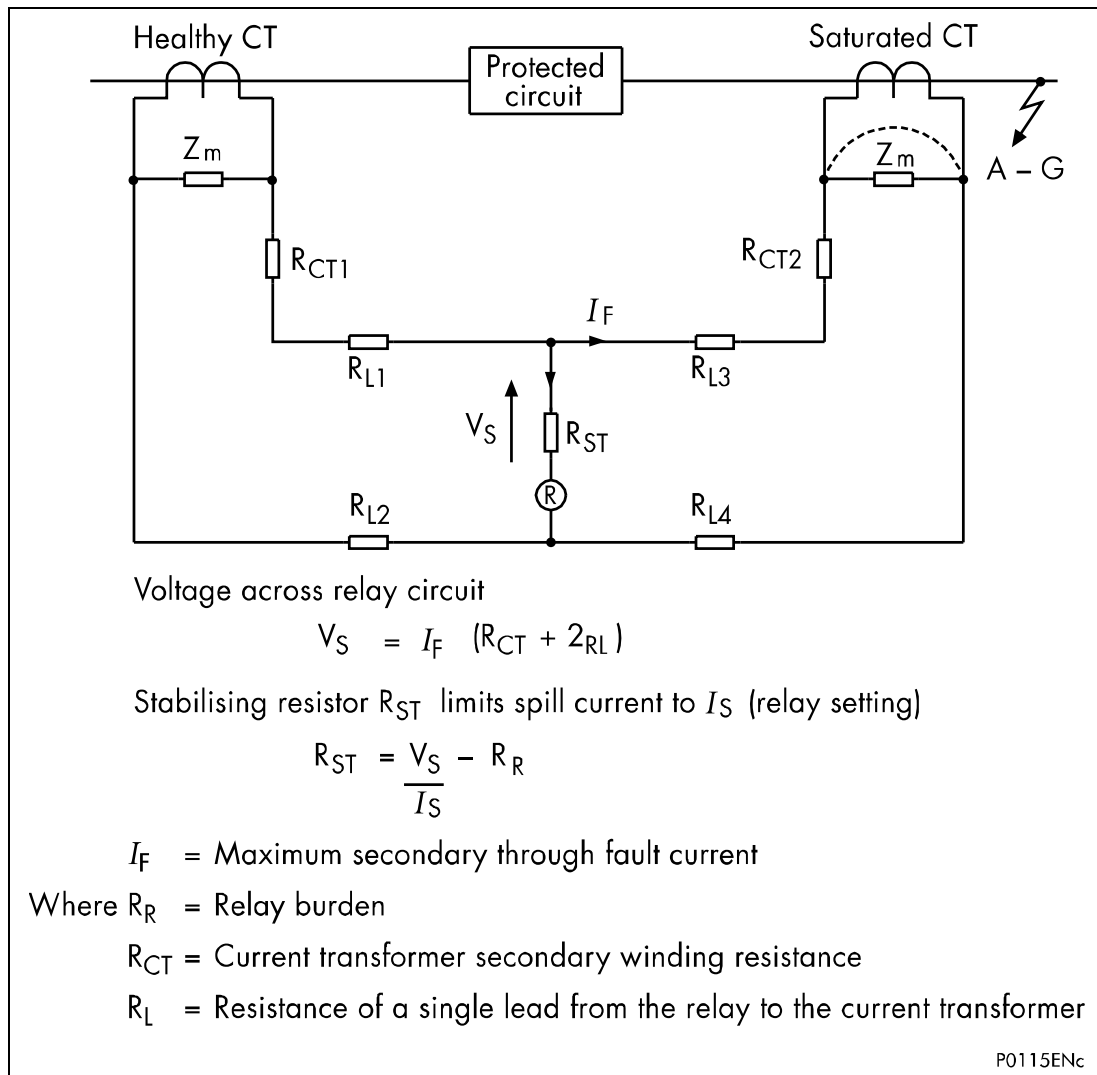 Healthy CT
Saturated CT
Protected
circuit
Zm
Zm
A – G
RCT1
RCT2
IF
RL1
RL3
VS
RST
R
RL2
RL4
Voltage across relay circuit
VS = IF (RCT + 2RL)
Stabilising resistor RST limits spill current to IS (relay setting)
RST = VS – RR
IS
IF = Maximum secondary through fault current
Where RR = Relay burden
RCT = Current transformer secondary winding resistance
RL = Resistance of a single lead from the relay to the current transformer
P0115ENc